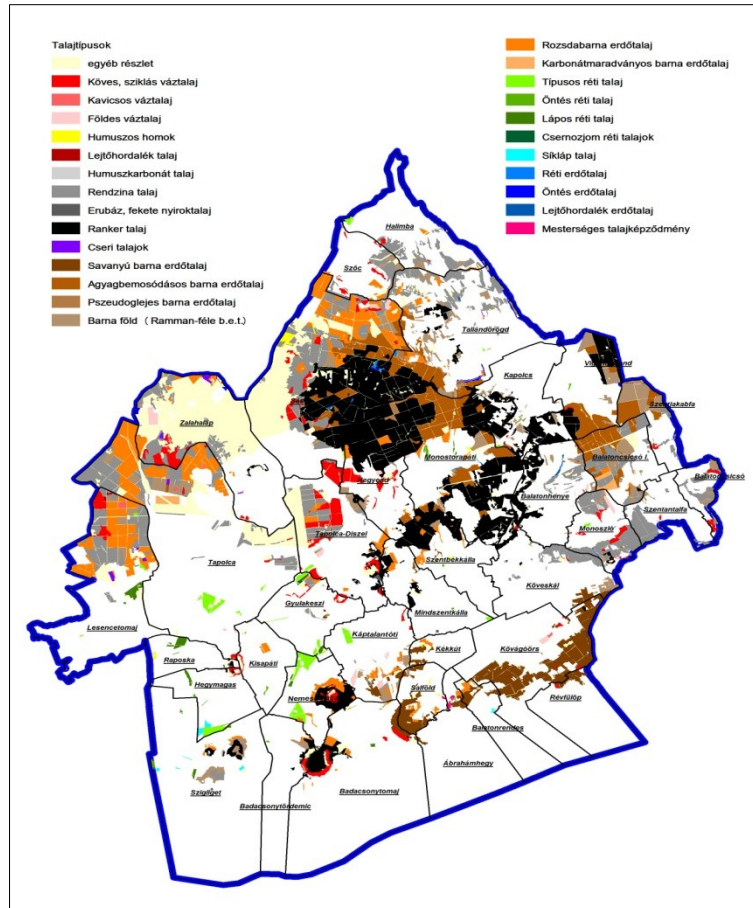 Talajtípusok
egyéb részlet
Köves, sziklás váztalaj
Kavicsos váztalaj
Földes váztalaj
Humuszos homok
Lejtőhordalék talaj
Humuszkarbonát talaj
Rendzina talaj
Erubáz, fekete nyiroktalaj
Ranker talaj
Cseri talajok
Savanyú barna erdőtalaj
Agyagbemosódásos barna erdőtalaj
Pszeudoglejes barna erdőtalaj
Barna föld ( Ramman-féle b.e.t.)
Rozsdabarna erdőtalaj
Karbonátmaradványos barna erdőtalaj
Típusos réti talaj
Öntés réti talaj
Lápos réti talaj
Csernozjom réti talajok
Síkláp talaj
Réti erdőtalaj
Öntés erdőtalaj
Lejtőhordalék erdőtalaj
Mesterséges talajképződmény
Halimba
Szőc
Taliándörögd
Kapolcs
Szentjakabfa
Zalahaláp
Monostorapáti
Balatoncsicsó I.
Hegyesd
Balatoncsicsó
Balatonhenye
Szentantalfa
Monoszló
Tapolca-Diszel
Tapolca
Szentbékkálla
Köveskál
Gyulakeszi
Mindszentkálla
Lesencetomaj
Káptalantóti
Kékkút
Kővágóörs
Raposka
Kisapáti
Hegymagas
Salföld
Révfülöp
Balatonrendes
Ábrahámhegy
Szigliget
Badacsonytördemic
Badacsonytomaj